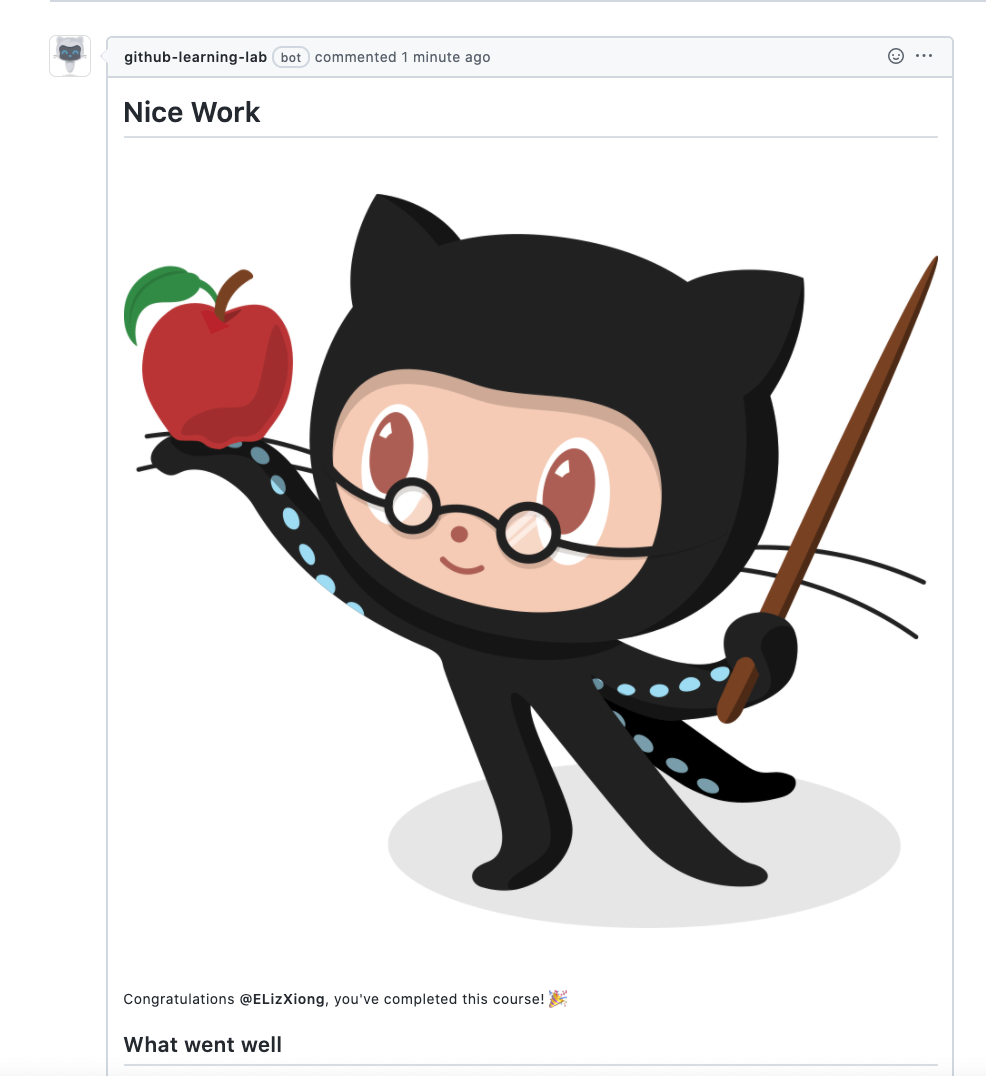 github-learning-lab bot commented 1 minute ago
Nice Work
Congratulations @ELizXiong, you've completed this course! 🎉
What went well